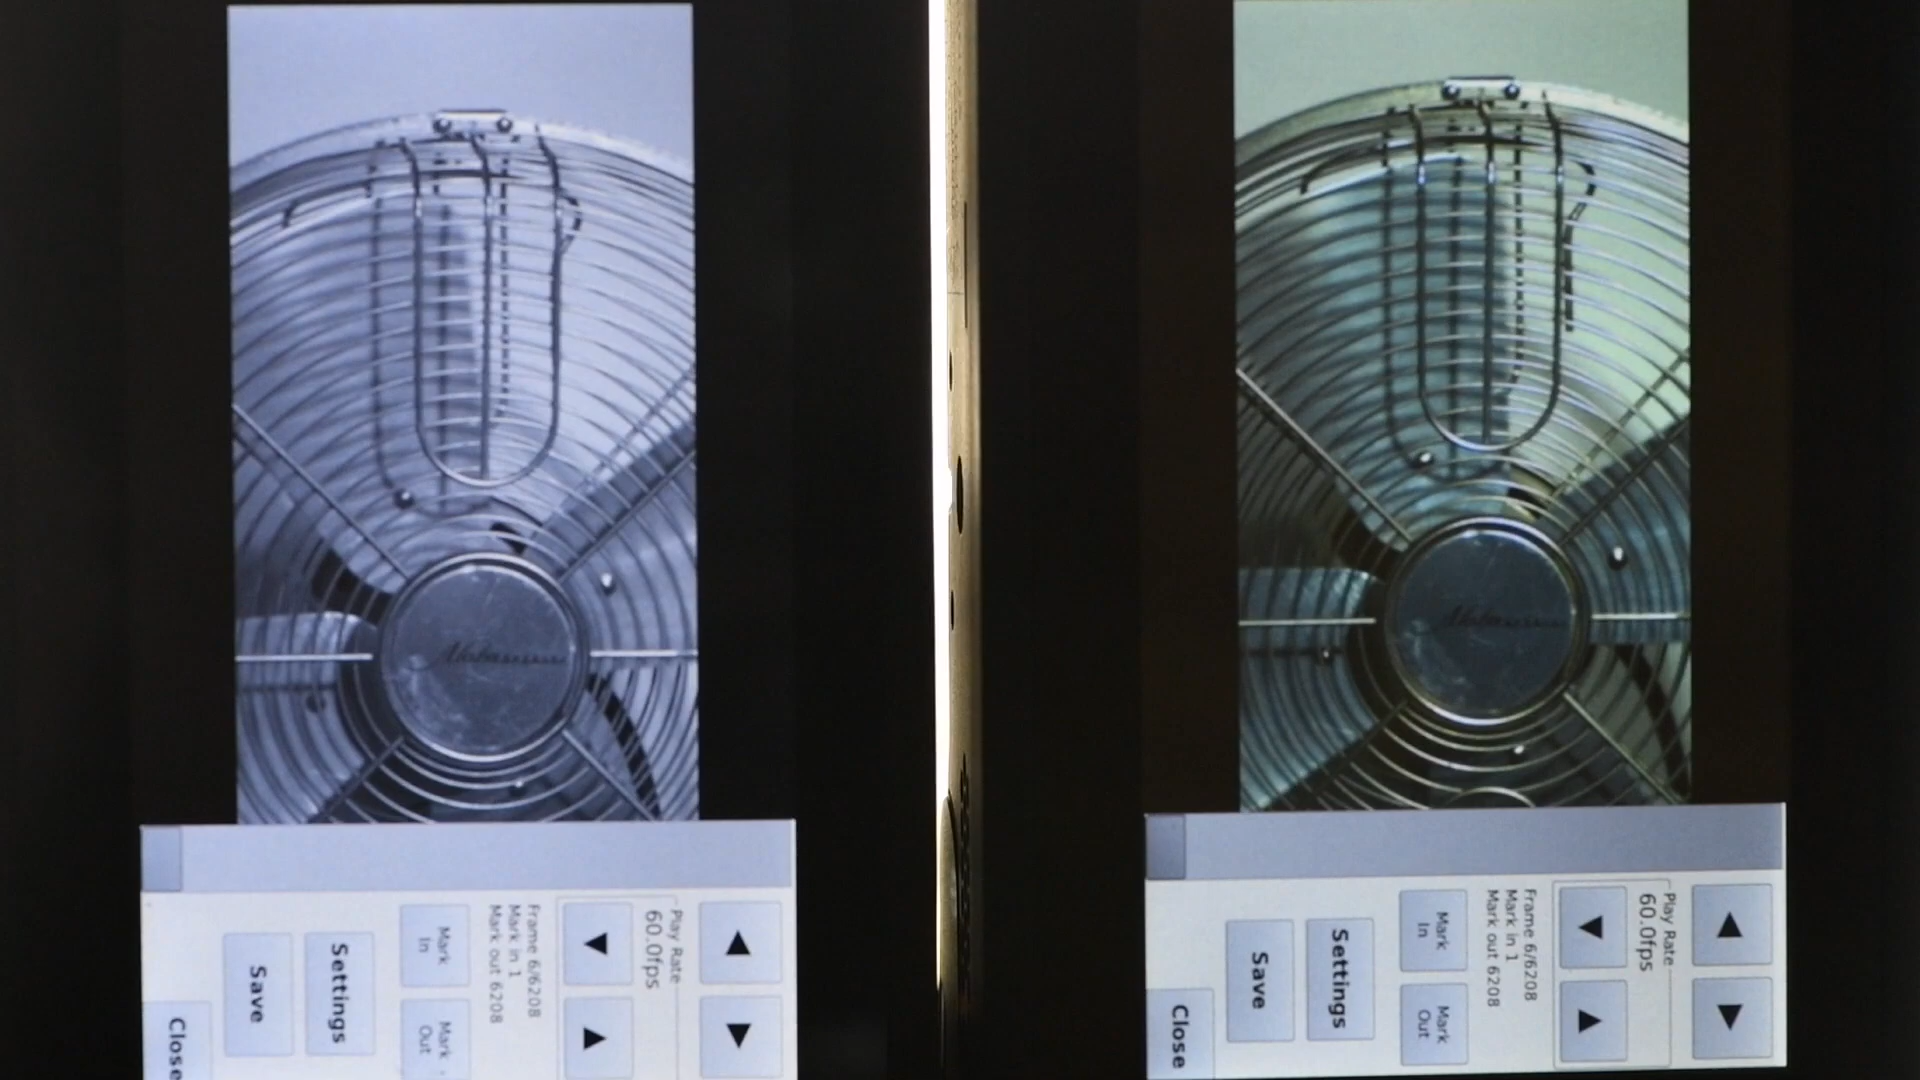 Play Rate
60.0fps
Frame 6/6208
Mark in 1
Mark out 6208
Mark In
Mark Out
Settings
Save
Close
Play Rate
60.0fps
Frame 6/6208
Mark in 1
Mark out 6208
Mark In
Mark Out
Settings
Save
Close